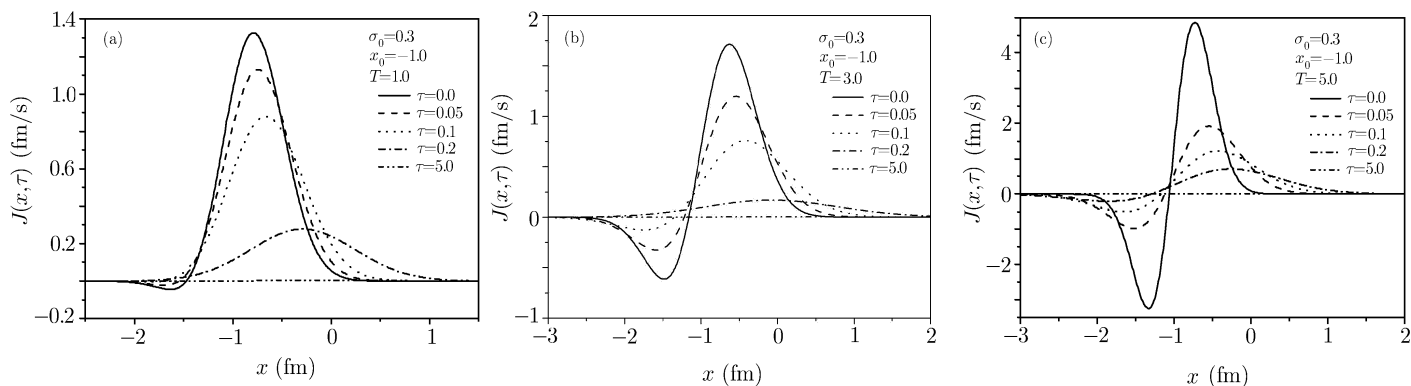 (a)
σ0=0.3
x0=−1.0
T=1.0
τ=0.0
τ=0.05
τ=0.1
τ=0.2
τ=5.0
1.4
1.0
0.6
0.2
−0.2
J(x,τ) (fm/s)
−2
−1
0
1
x (fm)
(b)
σ0=0.3
x0=−1.0
T=3.0
τ=0.0
τ=0.05
τ=0.1
τ=0.2
τ=5.0
2
1
0
−1
J(x,τ) (fm/s)
−3
−2
−1
0
1
2
x (fm)
(c)
σ0=0.3
x0=−1.0
T=5.0
τ=0.0
τ=0.05
τ=0.1
τ=0.2
τ=5.0
4
2
0
−2
J(x,τ) (fm/s)
−3
−2
−1
0
1
2
x (fm)